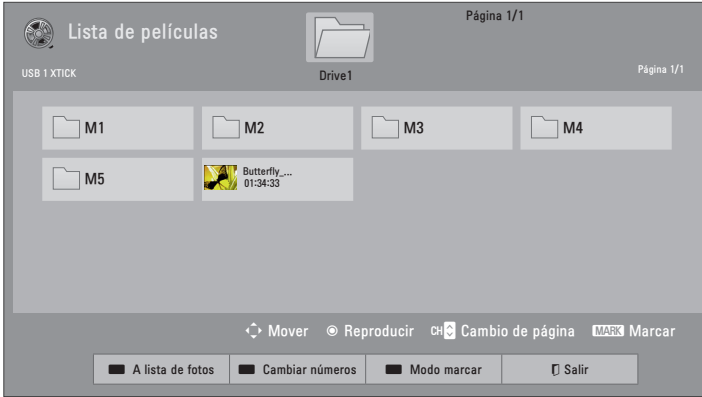 Página 1/1
Lista de películas
USB 1 XTICK
Drive1
Página 1/1
M1
M2
M3
M4
M5
Butterfly_...
01:34:33
Mover
Reproducir
CH Cambio de página
MARK Marcar
A lista de fotos
Cambiar números
Modo marcar
Salir